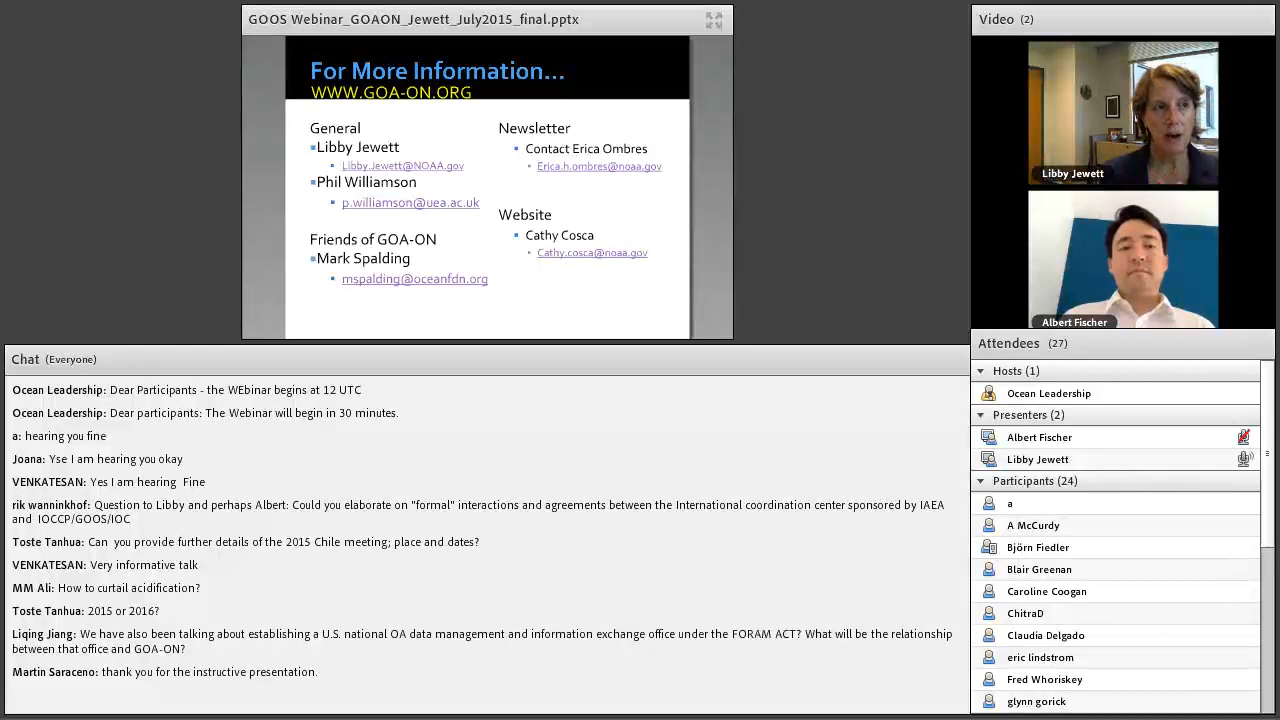 GOOS Webinar_GOAON_Jewett_July2015_final.pptx
For More Information...
WWW.GOA-ON.ORG
General
Libby Jewett
Libby.Jewett@NOAA.gov
Phil Williamson
p.williamson@uea.ac.uk
Friends of GOA-ON
Mark Spalding
mspalding@oceanfdn.org
Newsletter
Contact Erica Ombres
Erica.h.ombres@noaa.gov
Website
Cathy Cosca
Cathy.cosca@noaa.gov
Video (2)
Libby Jewett
Albert Fischer
Chat (Everyone)
Ocean Leadership: Dear Participants - the WEbinar begins at 12 UTC
Ocean Leadership: Dear participants: The Webinar will begin in 30 minutes.
a: hearing you fine
Joana: Yse I am hearing you okay
VENKATESAN: Yes I am hearing Fine
rik wanninkhof: Question to Libby and perhaps Albert: Could you elaborate on "formal" interactions and agreements between the International coordination center sponsored by IAEA
and IOCCP/GOOS/IOC
Toste Tanhua: Can you provide further details of the 2015 Chile meeting; place and dates?
VENKATESAN: Very informative talk
MM Ali: How to curtail acidification?
Toste Tanhua: 2015 or 2016?
Liqing Jiang: We have also been talking about establishing a U.S. national OA data management and information exchange office under the FORAM ACT? What will be the relationship
between that office and GOA-ON?
Martin Saraceno: thank you for the instructive presentation.
Attendees (27)
Hosts (1)
Ocean Leadership
Presenters (2)
Albert Fischer
Libby Jewett
Participants (24)
a
A McCurdy
Björn Fiedler
Blair Greenan
Caroline Coogan
ChitraD
Claudia Delgado
eric lindstrom
Fred Whoriskey
glynn gorick